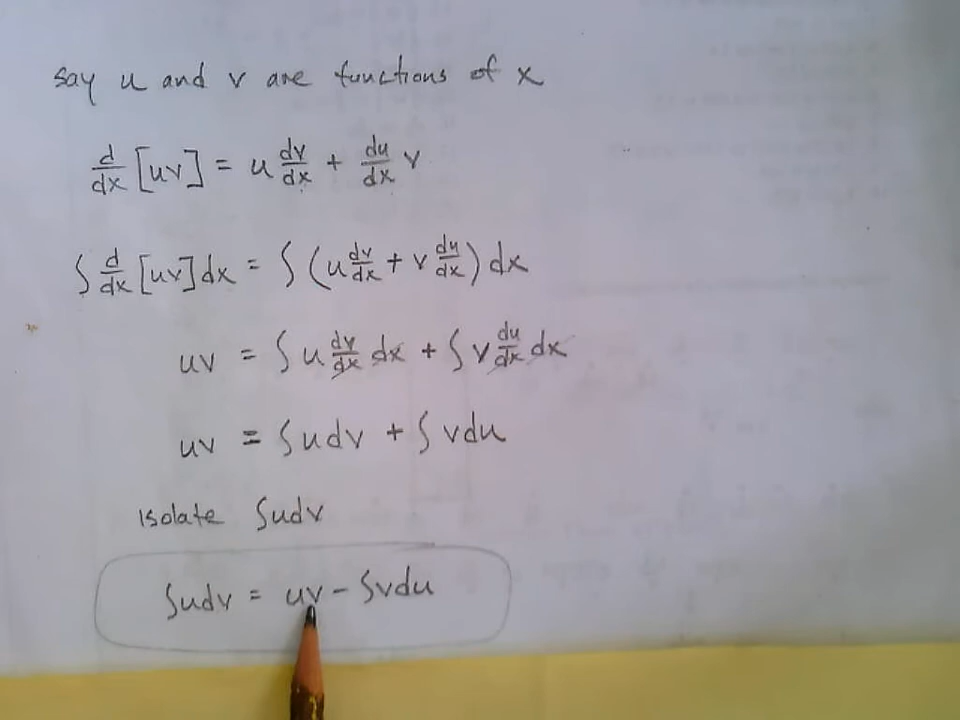 say u and v are functions of x
d/dx [uv] = u dv/dx + du/dx v
∫ d/dx [uv] dx = ∫ (u dv/dx + v du/dx) dx
uv = ∫ u dv/dx dx + ∫ v du/dx dx
uv = ∫ u dv + ∫ v du
isolate ∫ u dv
∫ u dv = uv - ∫ v du